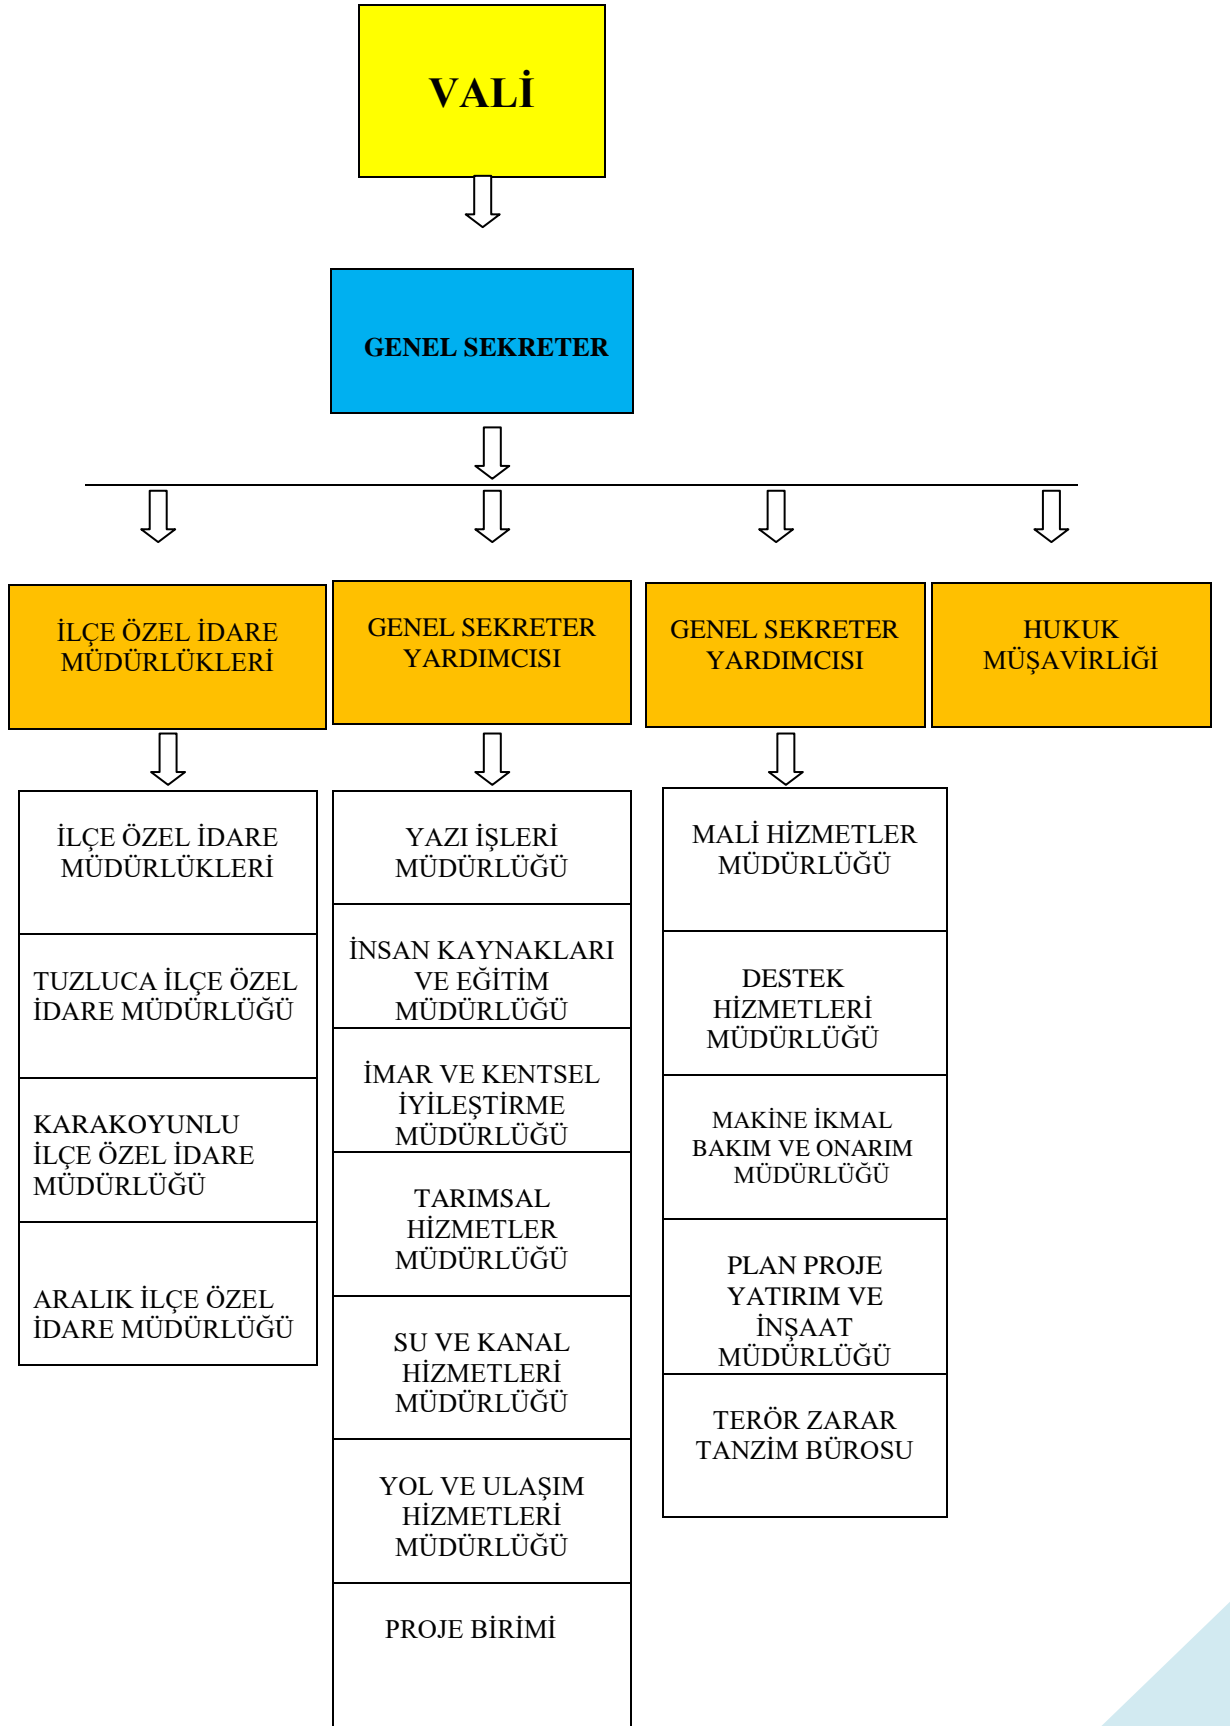 VALİ
GENEL SEKRETER
İLÇE ÖZEL İDARE
MÜDÜRLÜKLERİ
GENEL SEKRETER
YARDIMCISI
GENEL SEKRETER
YARDIMCISI
HUKUK
MÜŞAVİRLİĞİ
İLÇE ÖZEL İDARE
MÜDÜRLÜKLERİ
TUZLUCA İLÇE ÖZEL
İDARE MÜDÜRLÜĞÜ
KARAKOYUNLU
İLÇE ÖZEL İDARE
MÜDÜRLÜĞÜ
ARALIK İLÇE ÖZEL
İDARE MÜDÜRLÜĞÜ
YAZI İŞLERİ
MÜDÜRLÜĞÜ
İNSAN KAYNAKLARI
VE EĞİTİM
MÜDÜRLÜĞÜ
İMAR VE KENTSEL
İYİLEŞTİRME
MÜDÜRLÜĞÜ
TARIMSAL
HİZMETLER
MÜDÜRLÜĞÜ
SU VE KANAL
HİZMETLERİ
MÜDÜRLÜĞÜ
YOL VE ULAŞIM
HİZMETLERİ
MÜDÜRLÜĞÜ
PROJE BİRİMİ
MALİ HİZMETLER
MÜDÜRLÜĞÜ
DESTEK
HİZMETLERİ
MÜDÜRLÜĞÜ
MAKİNE İKMAL
BAKIM VE ONARIM
MÜDÜRLÜĞÜ
PLAN PROJE
YATIRIM VE
İNŞAAT
MÜDÜRLÜĞÜ
TERÖR ZARAR
TANZİM BÜROSU